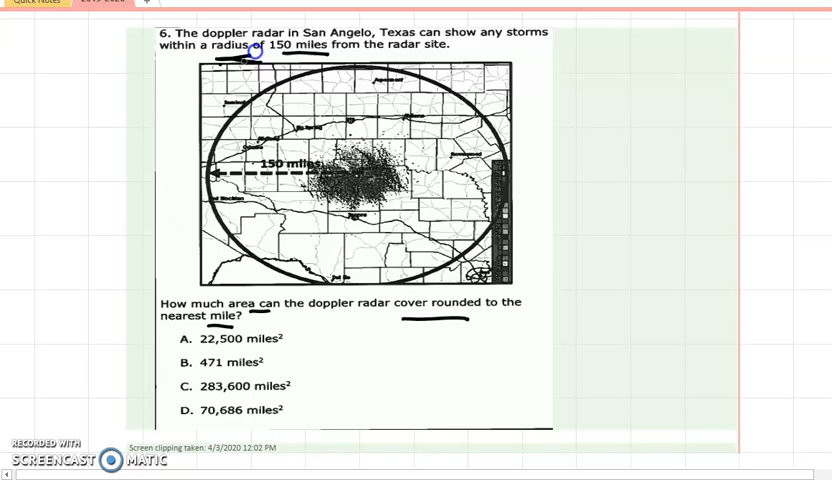 Quick Notes
2019-2020
6. The doppler radar in San Angelo, Texas can show any storms
within a radius of 150 miles from the radar site.
150 miles
How much area can the doppler radar cover rounded to the
nearest mile?
A. 22,500 miles²
B. 471 miles²
C. 283,600 miles²
D. 70,686 miles²
Screen clipping taken: 4/3/2020 12:02 PM
RECORDED WITH
SCREENCAST MATIC